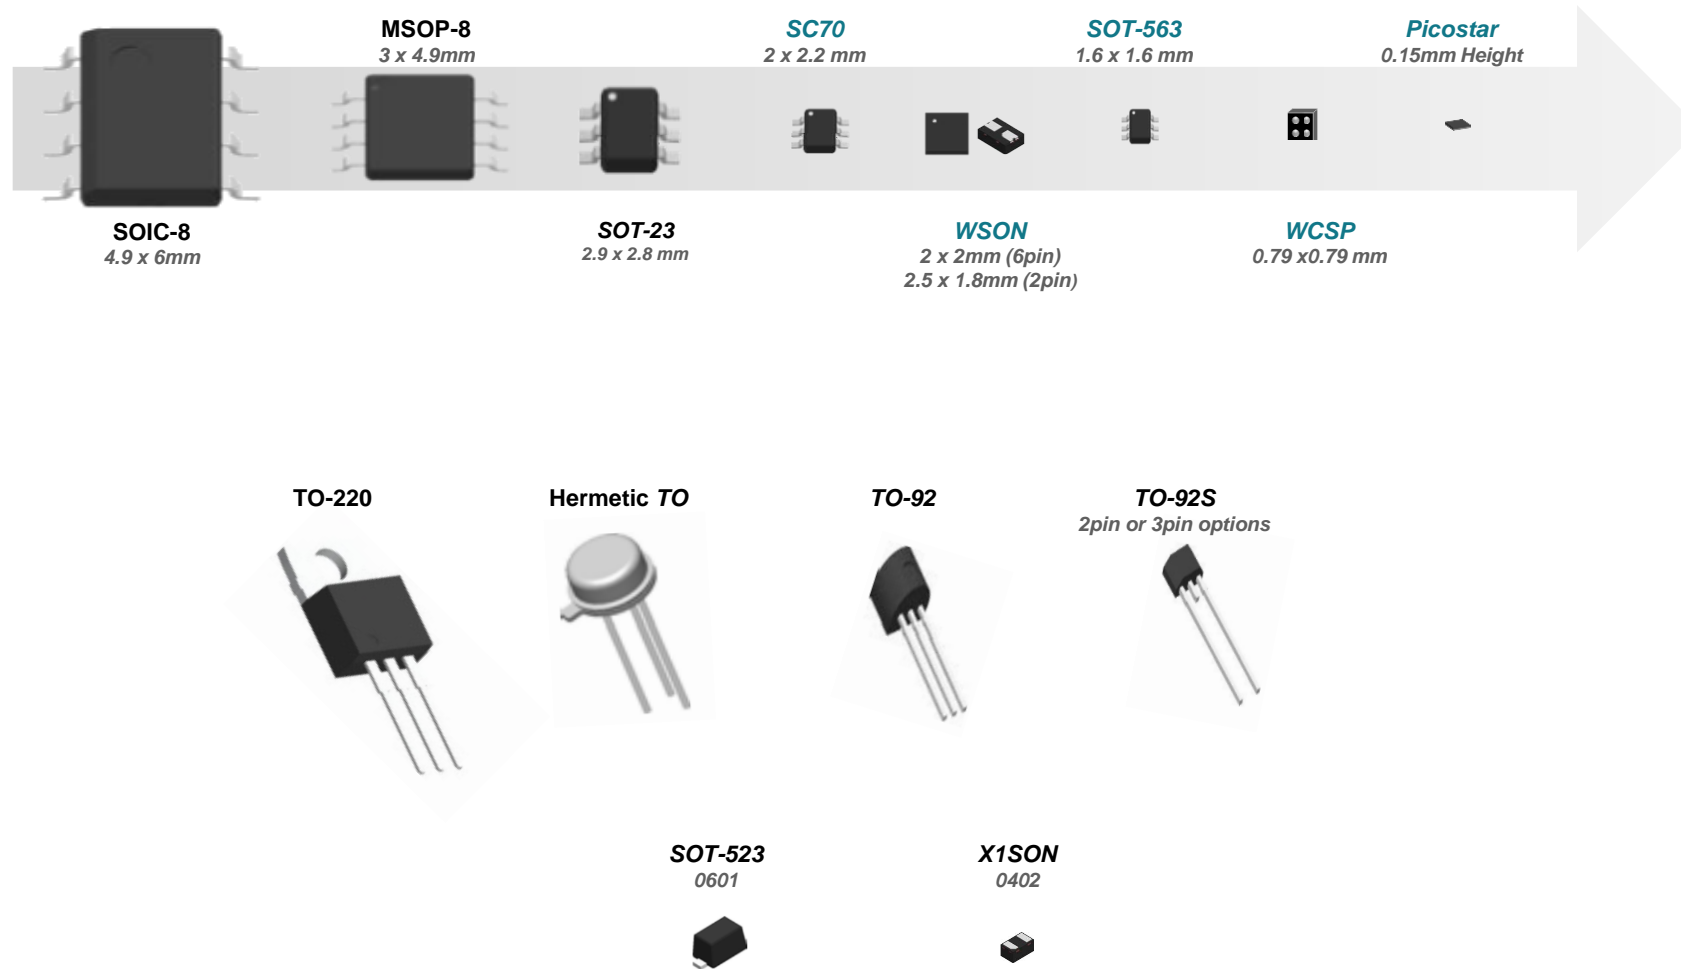 MSOP-8
3 x 4.9mm
SC70
2 x 2.2 mm
SOT-563
1.6 x 1.6 mm
Picostar
0.15mm Height
SOIC-8
4.9 x 6mm
SOT-23
2.9 x 2.8 mm
WSON
2 x 2mm (6pin)
2.5 x 1.8mm (2pin)
WCSP
0.79 x0.79 mm
TO-220
Hermetic TO
TO-92
TO-92S
2pin or 3pin options
SOT-523
0601
X1SON
0402